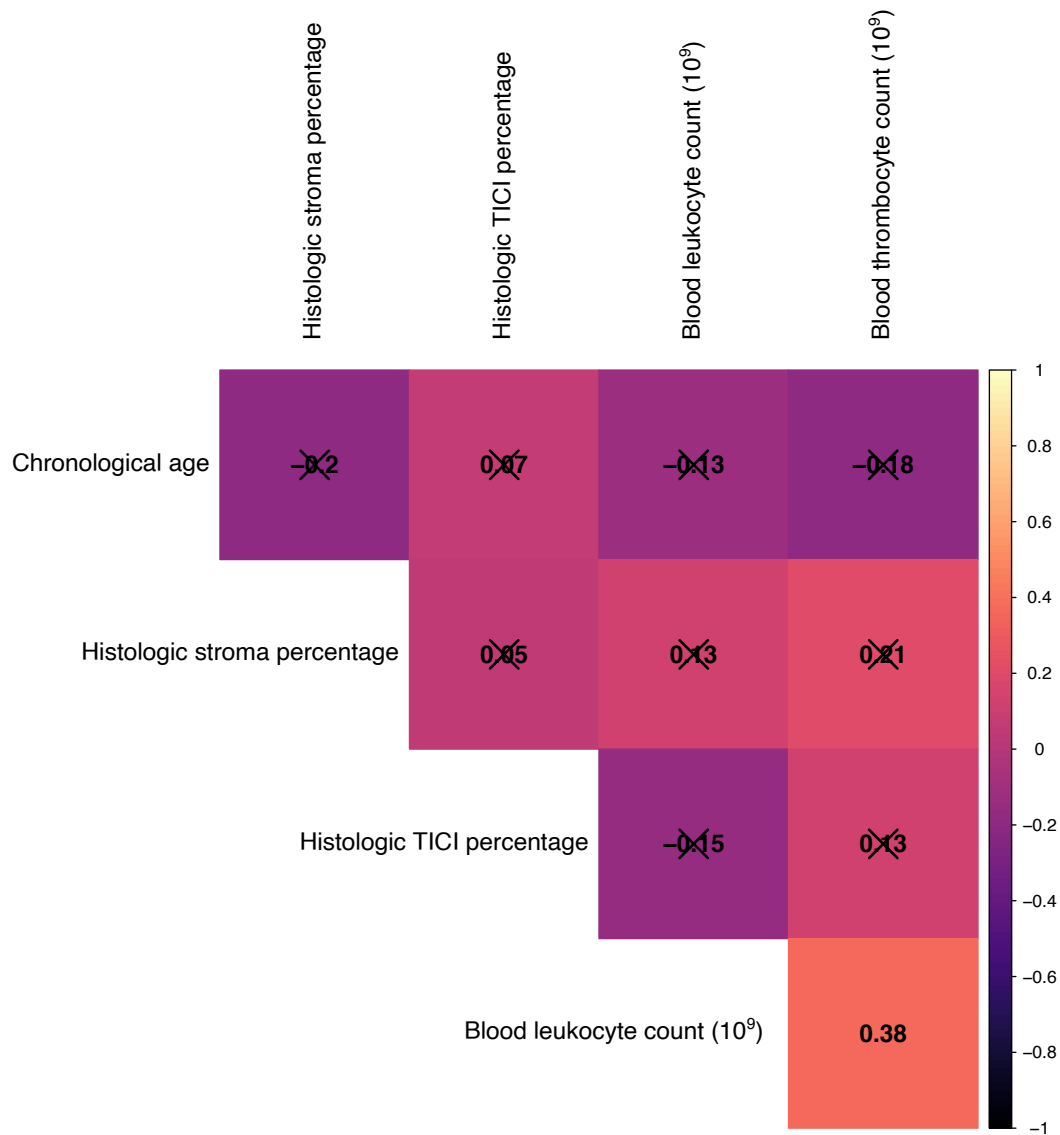 Histologic stroma percentage
Histologic TICI percentage
Blood leukocyte count (10⁹)
Blood thrombocyte count (10⁹)
Chronological age
−0.2
0.07
−0.13
−0.18
Histologic stroma percentage
0.05
0.13
0.21
Histologic TICI percentage
−0.15
0.13
Blood leukocyte count (10⁹)
0.38
1
0.8
0.6
0.4
0.2
0
−0.2
−0.4
−0.6
−0.8
−1